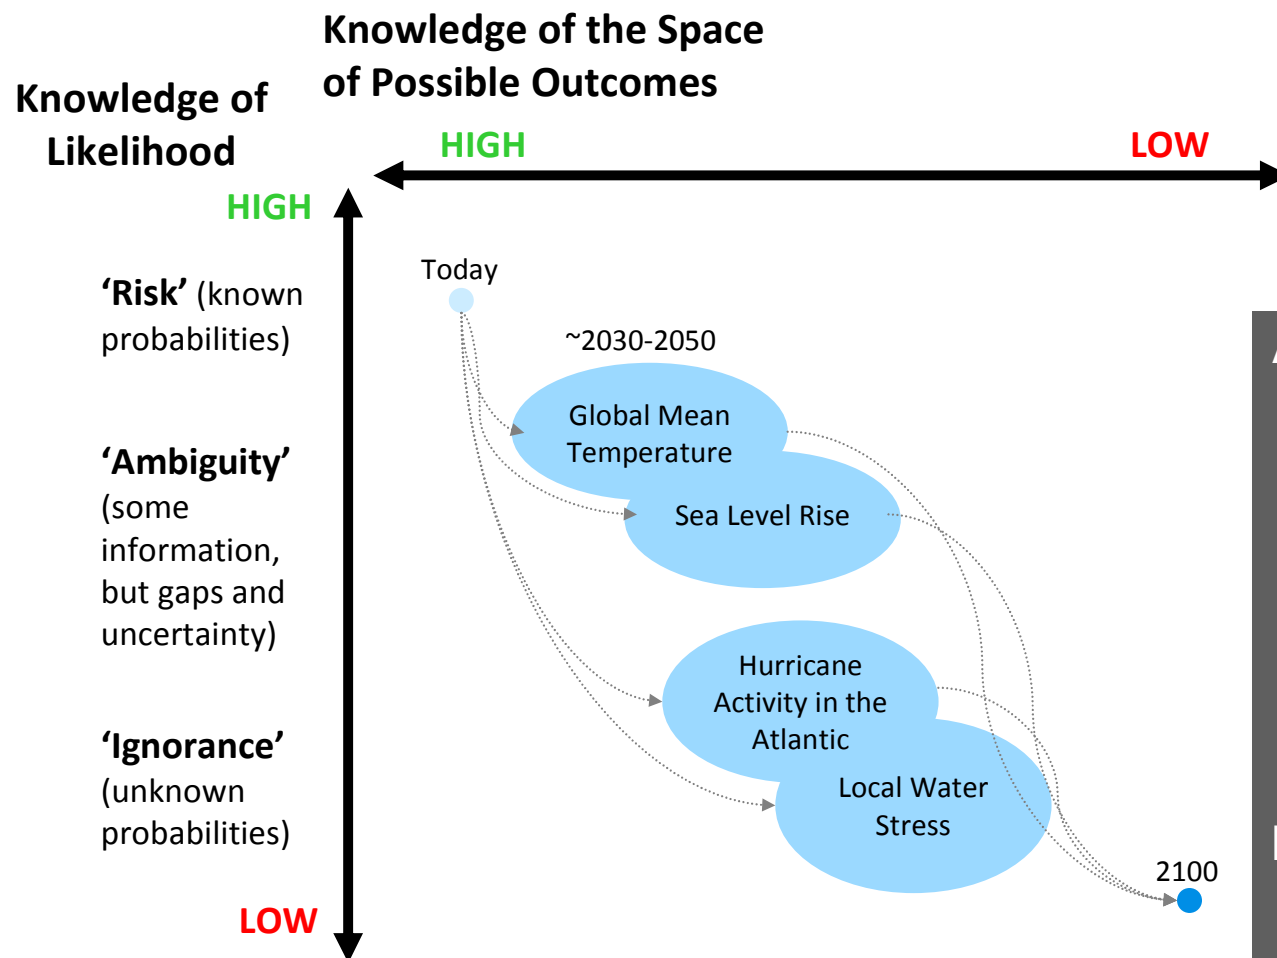 Knowledge of the Space
of Possible Outcomes
Knowledge of
Likelihood
HIGH
LOW
HIGH
Today
‘Risk’ (known
probabilities)
~2030-2050
Global Mean
Temperature
‘Ambiguity’
(some
information,
but gaps and
uncertainty)
Sea Level Rise
Hurricane
Activity in the
Atlantic
‘Ignorance’
(unknown
probabilities)
Local Water
Stress
2100
LOW